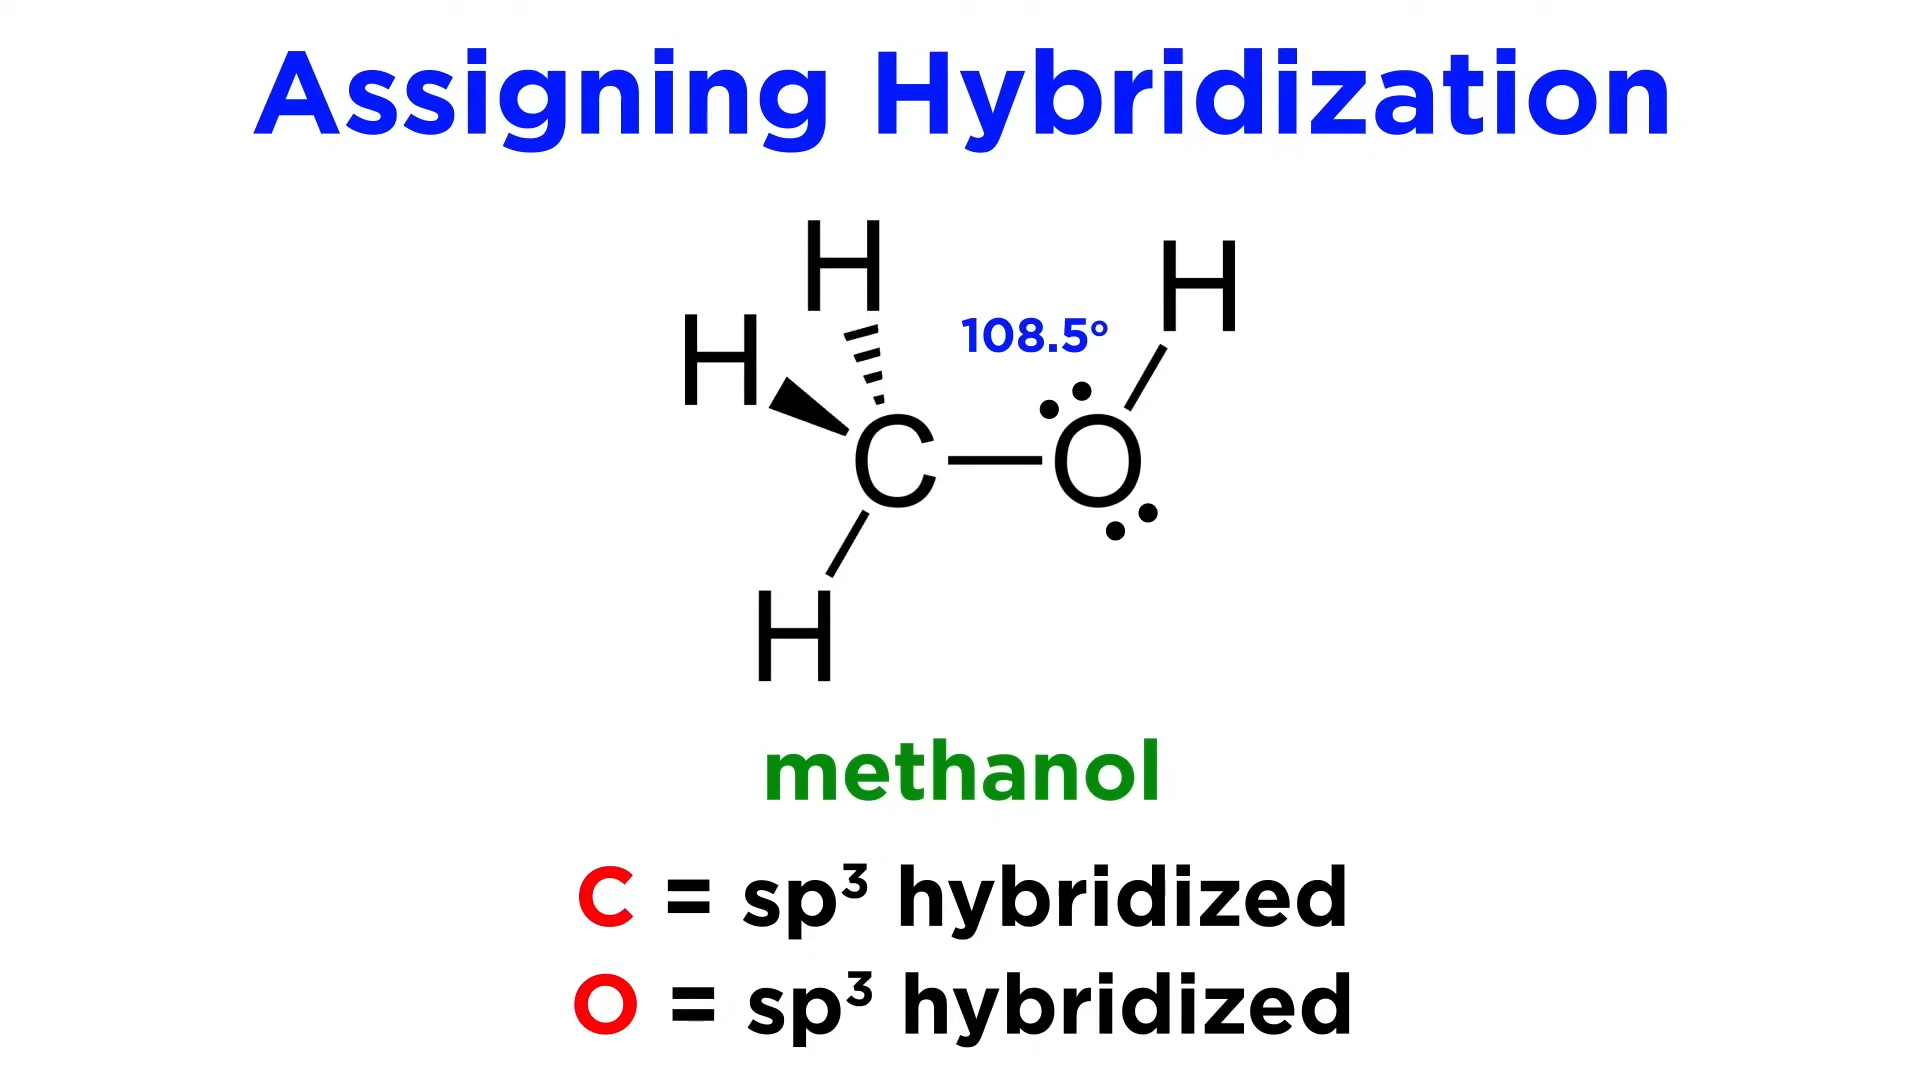 Assigning Hybridization
H
H
H
108.5°
C
O
H
methanol
C = sp³ hybridized
O = sp³ hybridized